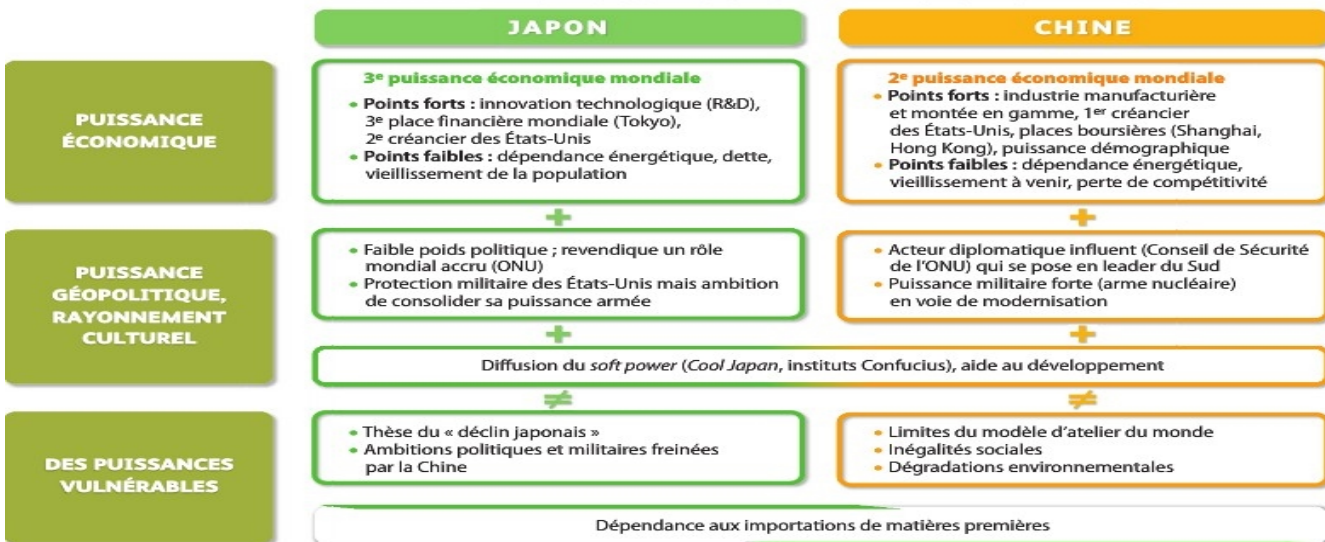 JAPON
CHINE
PUISSANCE
ÉCONOMIQUE
3e puissance économique mondiale
• Points forts : innovation technologique (R&D),
3e place financière mondiale (Tokyo),
2e créancier des États-Unis
• Points faibles : dépendance énergétique, dette,
vieillissement de la population
2e puissance économique mondiale
• Points forts : industrie manufacturière
et montée en gamme, 1er créancier
des États-Unis, places boursières (Shanghai,
Hong Kong), puissance démographique
• Points faibles : dépendance énergétique,
vieillissement à venir, perte de compétitivité
+
+
PUISSANCE
GÉOPOLITIQUE,
RAYONNEMENT
CULTUREL
• Faible poids politique ; revendique un rôle
mondial accru (ONU)
• Protection militaire des États-Unis mais ambition
de consolider sa puissance armée
• Acteur diplomatique influent (Conseil de Sécurité
de l'ONU) qui se pose en leader du Sud
• Puissance militaire forte (arme nucléaire)
en voie de modernisation
+
+
Diffusion du soft power (Cool Japan, instituts Confucius), aide au développement
≠
≠
DES PUISSANCES
VULNÉRABLES
• Thèse du « déclin japonais »
• Ambitions politiques et militaires freinées
par la Chine
• Limites du modèle d'atelier du monde
• Inégalités sociales
• Dégradations environnementales
Dépendance aux importations de matières premières